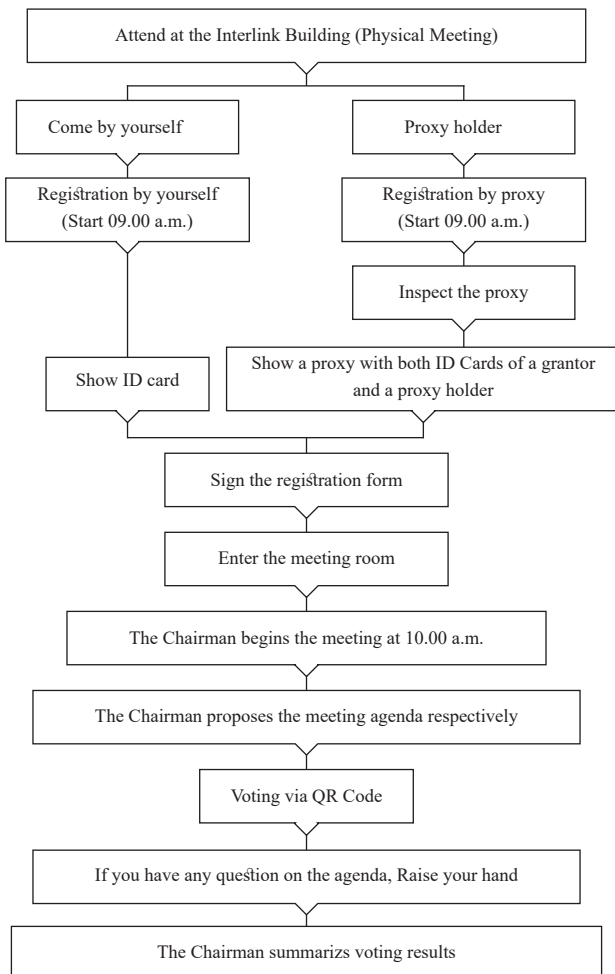 Attend at the Interlink Building (Physical Meeting)
Come by yourself
Proxy holder
Registration by yourself
(Start 09.00 a.m.)
Registration by proxy
(Start 09.00 a.m.)
Inspect the proxy
Show ID card
Show a proxy with both ID Cards of a grantor
and a proxy holder
Sign the registration form
Enter the meeting room
The Chairman begins the meeting at 10.00 a.m.
The Chairman proposes the meeting agenda respectively
Voting via QR Code
If you have any question on the agenda, Raise your hand
The Chairman summarizs voting results